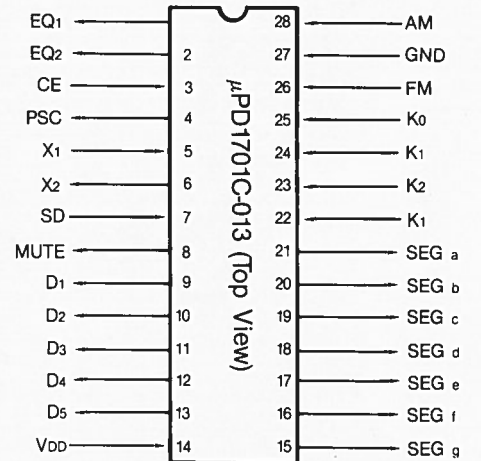 EQ1 28 AM
EQ2 2 27 GND
CE 3 26 FM
PSC 4 25 K0
X1 5 24 K1
X2 6 23 K2
SD 7 22 K1
MUTE 8 21 SEG a
D1 9 20 SEG b
D2 10 19 SEG c
D3 11 18 SEG d
D4 12 17 SEG e
D5 13 16 SEG f
VDD 14 15 SEG g
μPD1701C-013 (Top View)